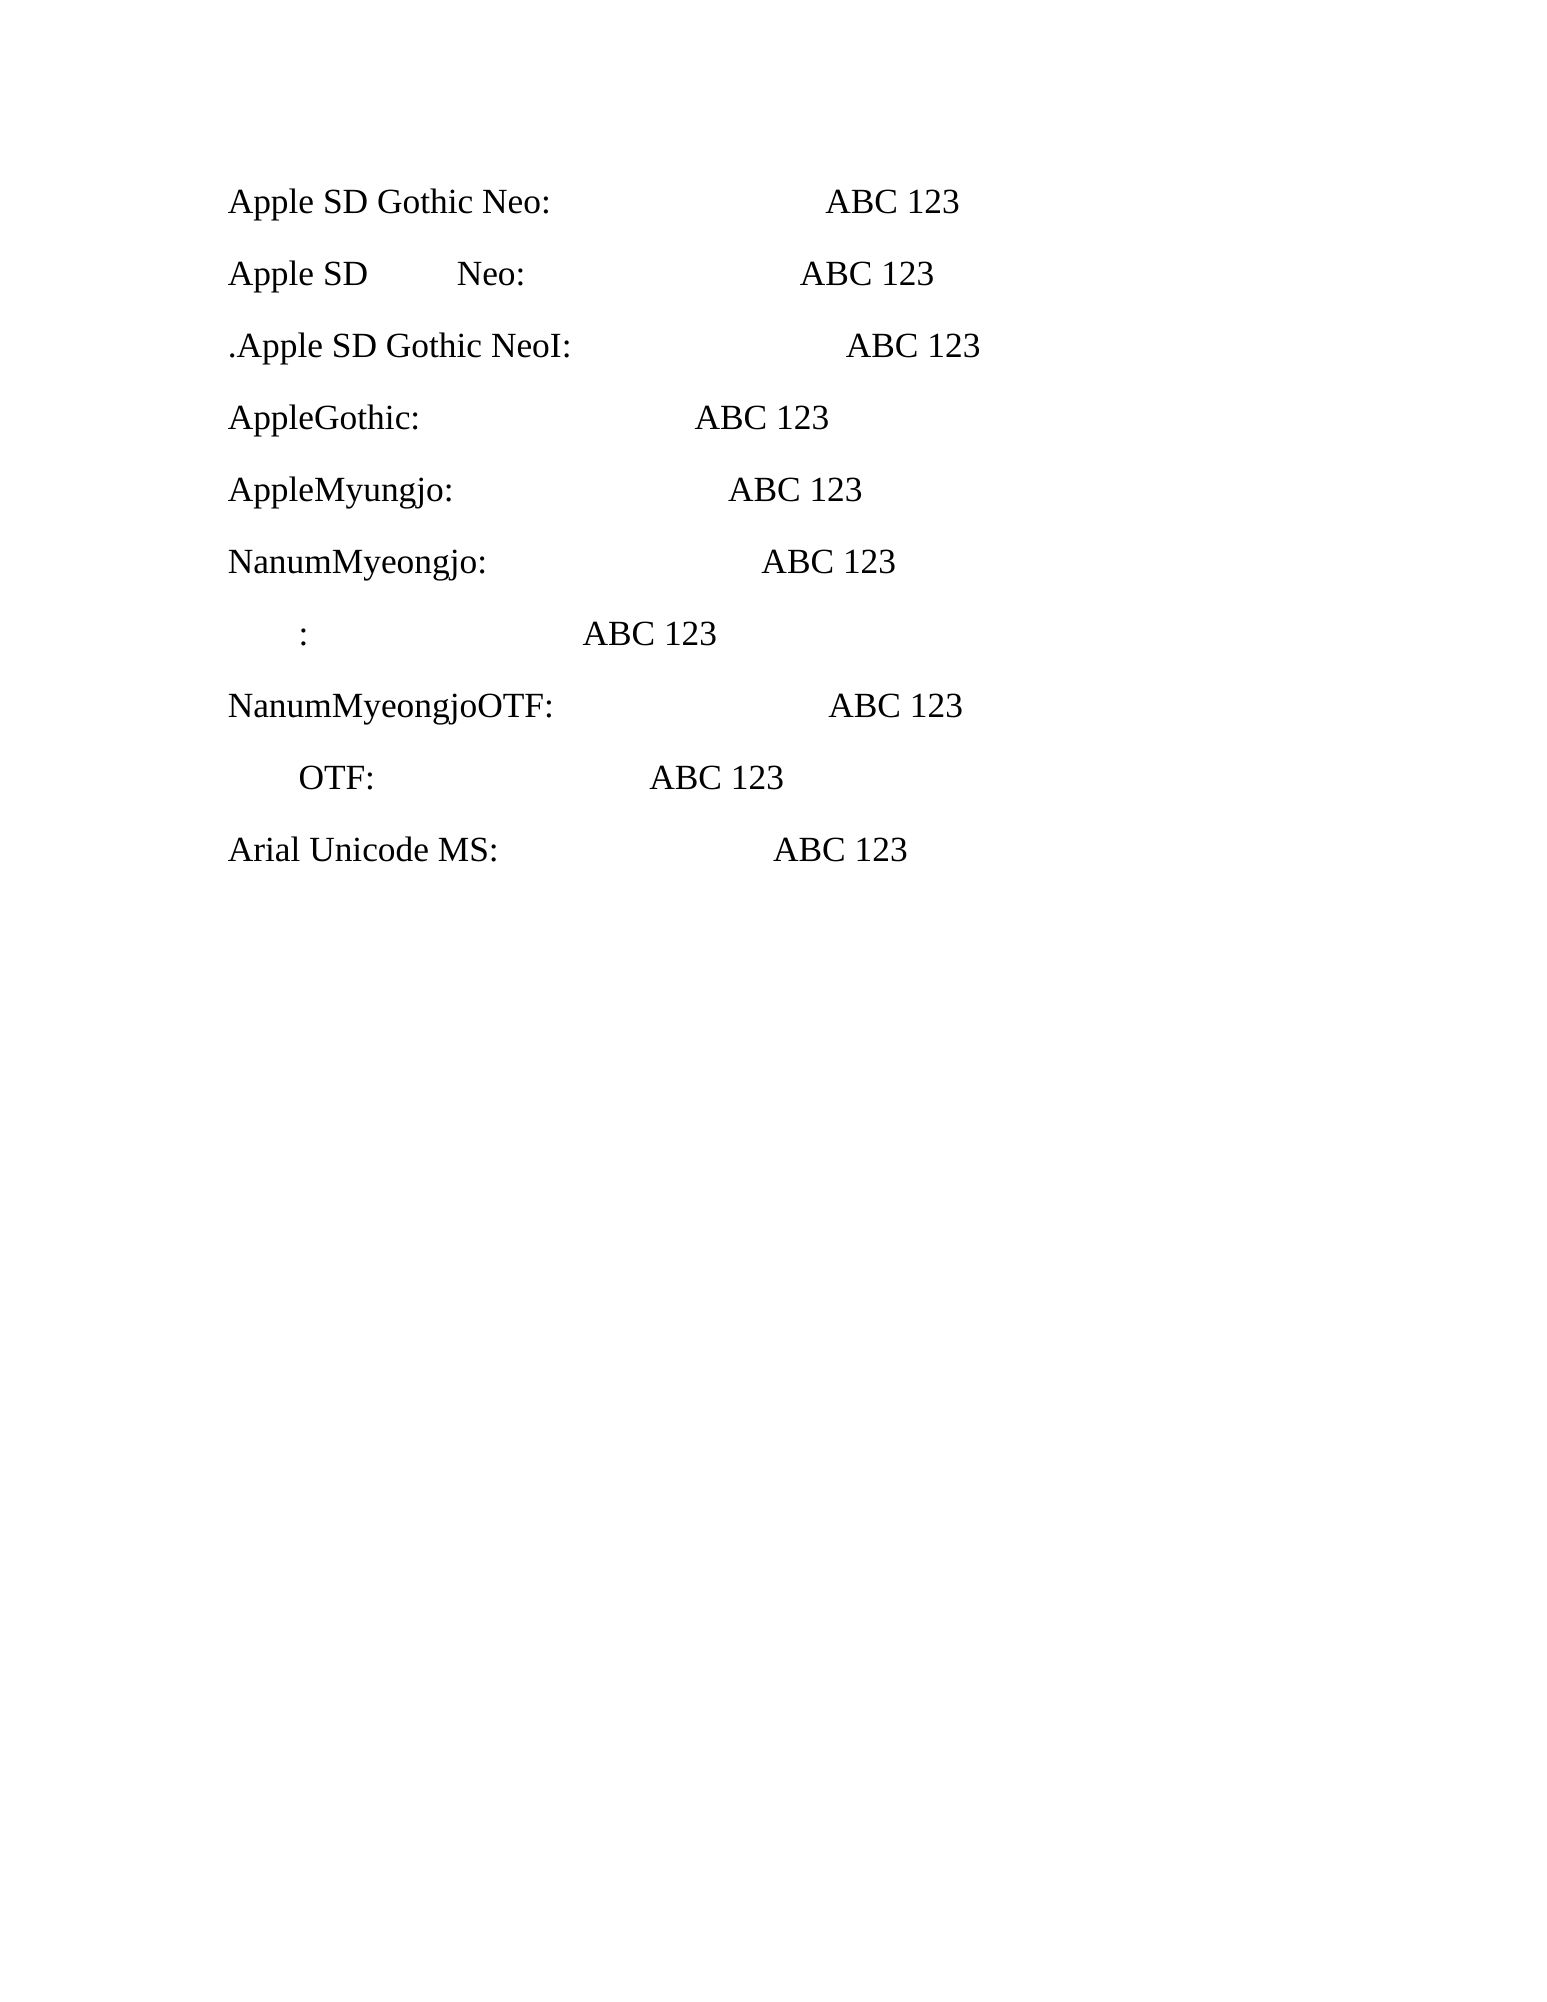 Apple SD Gothic Neo: ABC 123
Apple SD Neo: ABC 123
.Apple SD Gothic NeoI: ABC 123
AppleGothic: ABC 123
AppleMyungjo: ABC 123
NanumMyeongjo: ABC 123
: ABC 123
NanumMyeongjoOTF: ABC 123
OTF: ABC 123
Arial Unicode MS: ABC 123